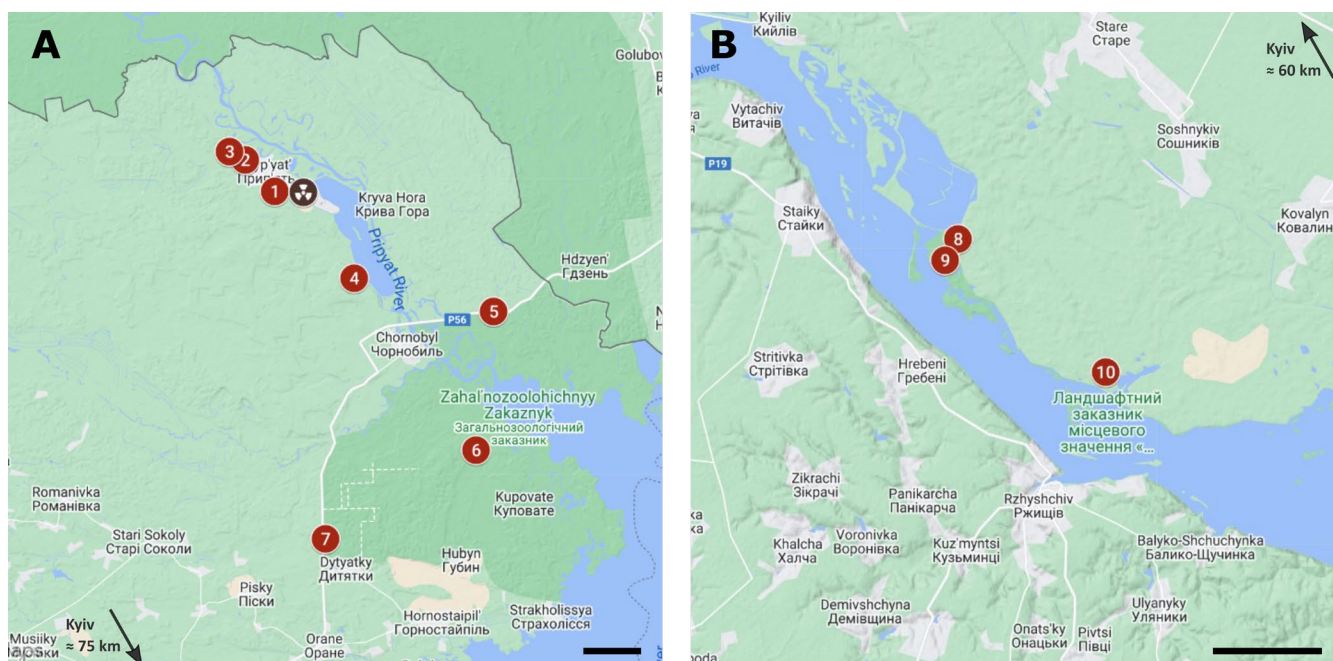 A
Golubov
3
2
p'yat'
Прип'ять
1
Kryva Hora
Крива Гора
Pripyat River
4
Hdzyen'
Гдзень
5
P56
Chornobyl
Чорнобиль
Zahal'nozoolohichnyy
Zakaznyk
Загальнозоологічний
заказник
6
Romanivka
Романівка
Kupovate
Куповате
Stari Sokoly
Старі Соколи
7
Dytyatky
Дитятки
Hubyn
Губин
Pisky
Піски
Hornostaipil'
Горностайпіль
Strakholissya
Страхолісся
Kyiv
≈ 75 km
Musiiky
Orane
Оране
B
Kyiliv
Кийлів
Stare
Старе
Kyiv
≈ 60 km
River
Vytachiv
Витачів
Soshnykiv
Сошників
P19
Staiky
Стайки
Kovalyn
Ковалин
8
9
Stritivka
Стрітівка
Hrebeni
Гребені
10
Ландшафтний
заказник
місцевого
значення «...
Zikrachi
Зікрачі
Panikarcha
Панікарча
Rzhyshchiv
Ржищів
Khalcha
Халча
Voronivka
Воронівка
Kuz'myntsi
Кузьминці
Balyko-Shchuchynka
Балико-Щучинка
Demivshchyna
Демівщина
Ulyanyky
Уляники
Onats'ky
Онацьки
Pivtsi
Півці